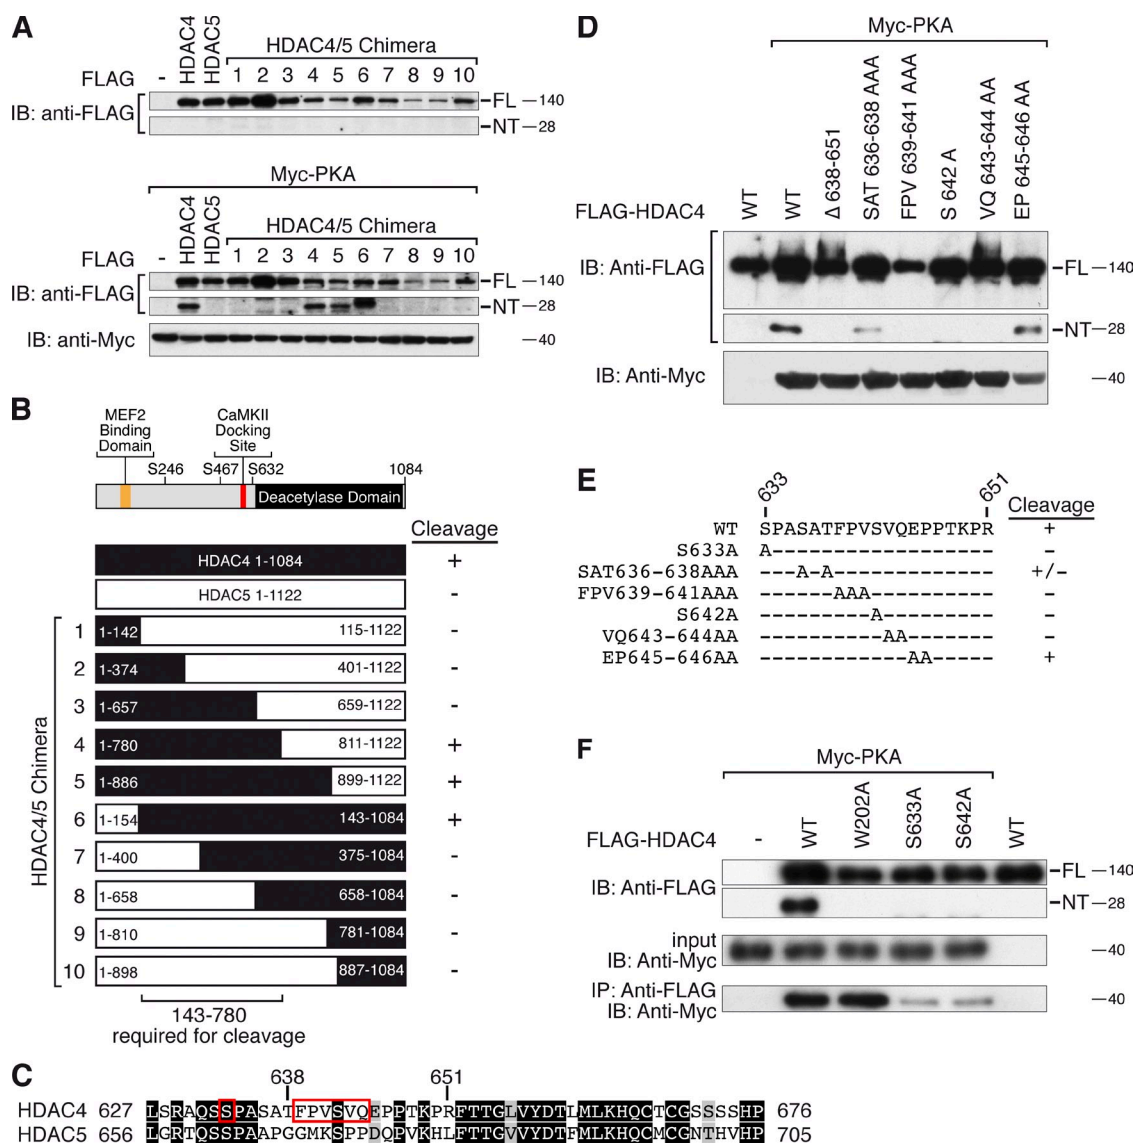 A
HDAC4
HDAC5
HDAC4/5 Chimera
FLAG - 1 2 3 4 5 6 7 8 9 10
IB: anti-FLAG
FL 140
NT 28
Myc-PKA
HDAC4
HDAC5
HDAC4/5 Chimera
FLAG 1 2 3 4 5 6 7 8 9 10
IB: anti-FLAG
FL 140
NT 28
IB: anti-Myc
40
B
MEF2
Binding
Domain
CaMKII
Docking
Site
S246 S467 S632 1084
Deacetylase Domain
Cleavage
HDAC4 1-1084 +
HDAC5 1-1122 -
HDAC4/5 Chimera
1 1-142 115-1122 -
2 1-374 401-1122 -
3 1-657 659-1122 -
4 1-780 811-1122 +
5 1-886 899-1122 +
6 1-154 143-1084 +
7 1-400 375-1084 -
8 1-658 658-1084 -
9 1-810 781-1084 -
10 1-898 887-1084 -
143-780
required for cleavage
C
638 651
HDAC4 627 LSRAQSSPASATFPVSVQEPPTKPRFTTGLVYDTLMLKHQCTCGSSSSHP 676
HDAC5 656 LGRTQSSPAAPGGMKSPPDQPVKHLFTTGVVYDTFMLKHQCMCGNTHVHP 705
D
Myc-PKA
FLAG-HDAC4
WT
WT
Δ 638-651
SAT 636-638 AAA
FPV 639-641 AAA
S 642 A
VQ 643-644 AA
EP 645-646 AA
IB: Anti-FLAG
FL 140
NT 28
IB: Anti-Myc
40
E
633 651
Cleavage
WT SPASATFPVSVQEPPTKPR +
S633A A------------------ -
SAT636-638AAA ---A-A------------- +/-
FPV639-641AAA ------AAA---------- -
S642A ---------A--------- -
VQ643-644AA ----------AA------- -
EP645-646AA ------------AA----- +
F
Myc-PKA
FLAG-HDAC4 -
WT
W202A
S633A
S642A
WT
IB: Anti-FLAG
FL 140
NT 28
input
IB: Anti-Myc
40
IP: Anti-FLAG
IB: Anti-Myc
40